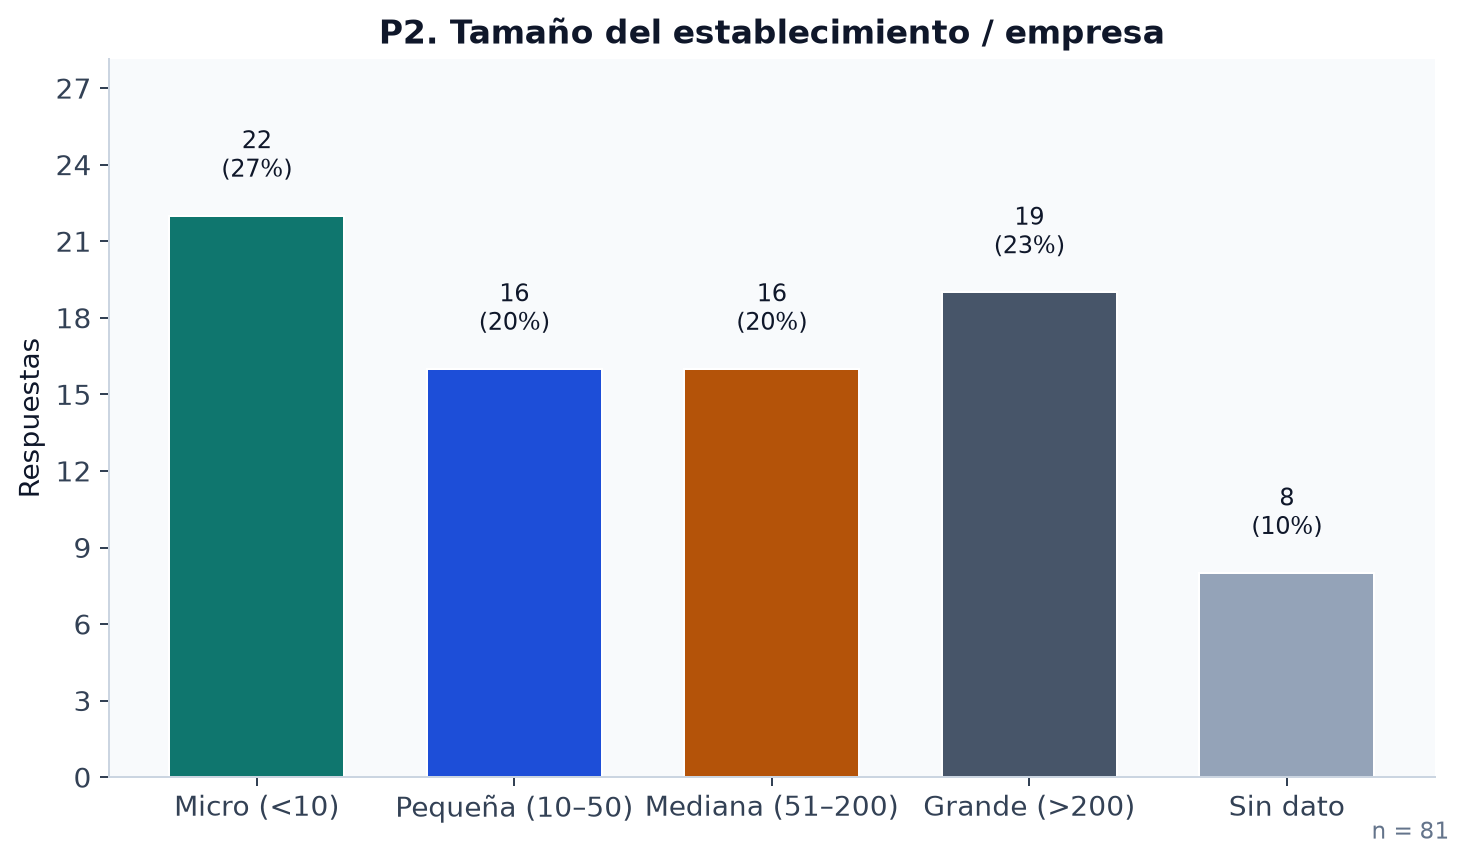 P2. Tamaño del establecimiento / empresa
Respuestas
27
24
21
18
15
12
9
6
3
0
22
(27%)
16
(20%)
16
(20%)
19
(23%)
8
(10%)
Micro (<10)
Pequeña (10–50)
Mediana (51–200)
Grande (>200)
Sin dato
n = 81